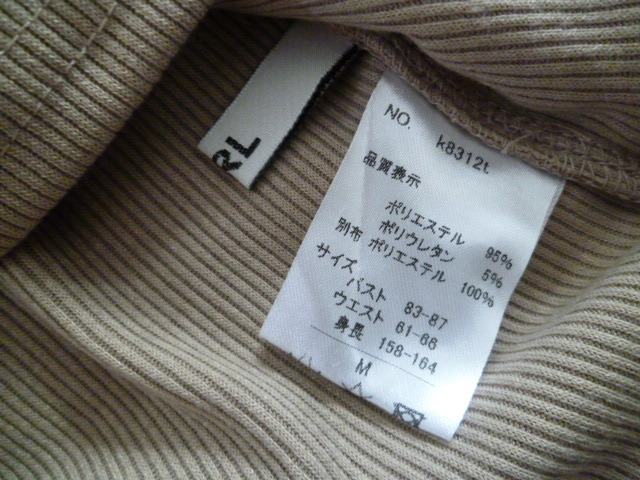 RL
NO. k8312t
品質表示
ポリエステル 95%
ポリウレタン 5%
別布 ポリエステル 100%
サイズ
バスト 83-87
ウエスト 61-66
身長 158-164
M